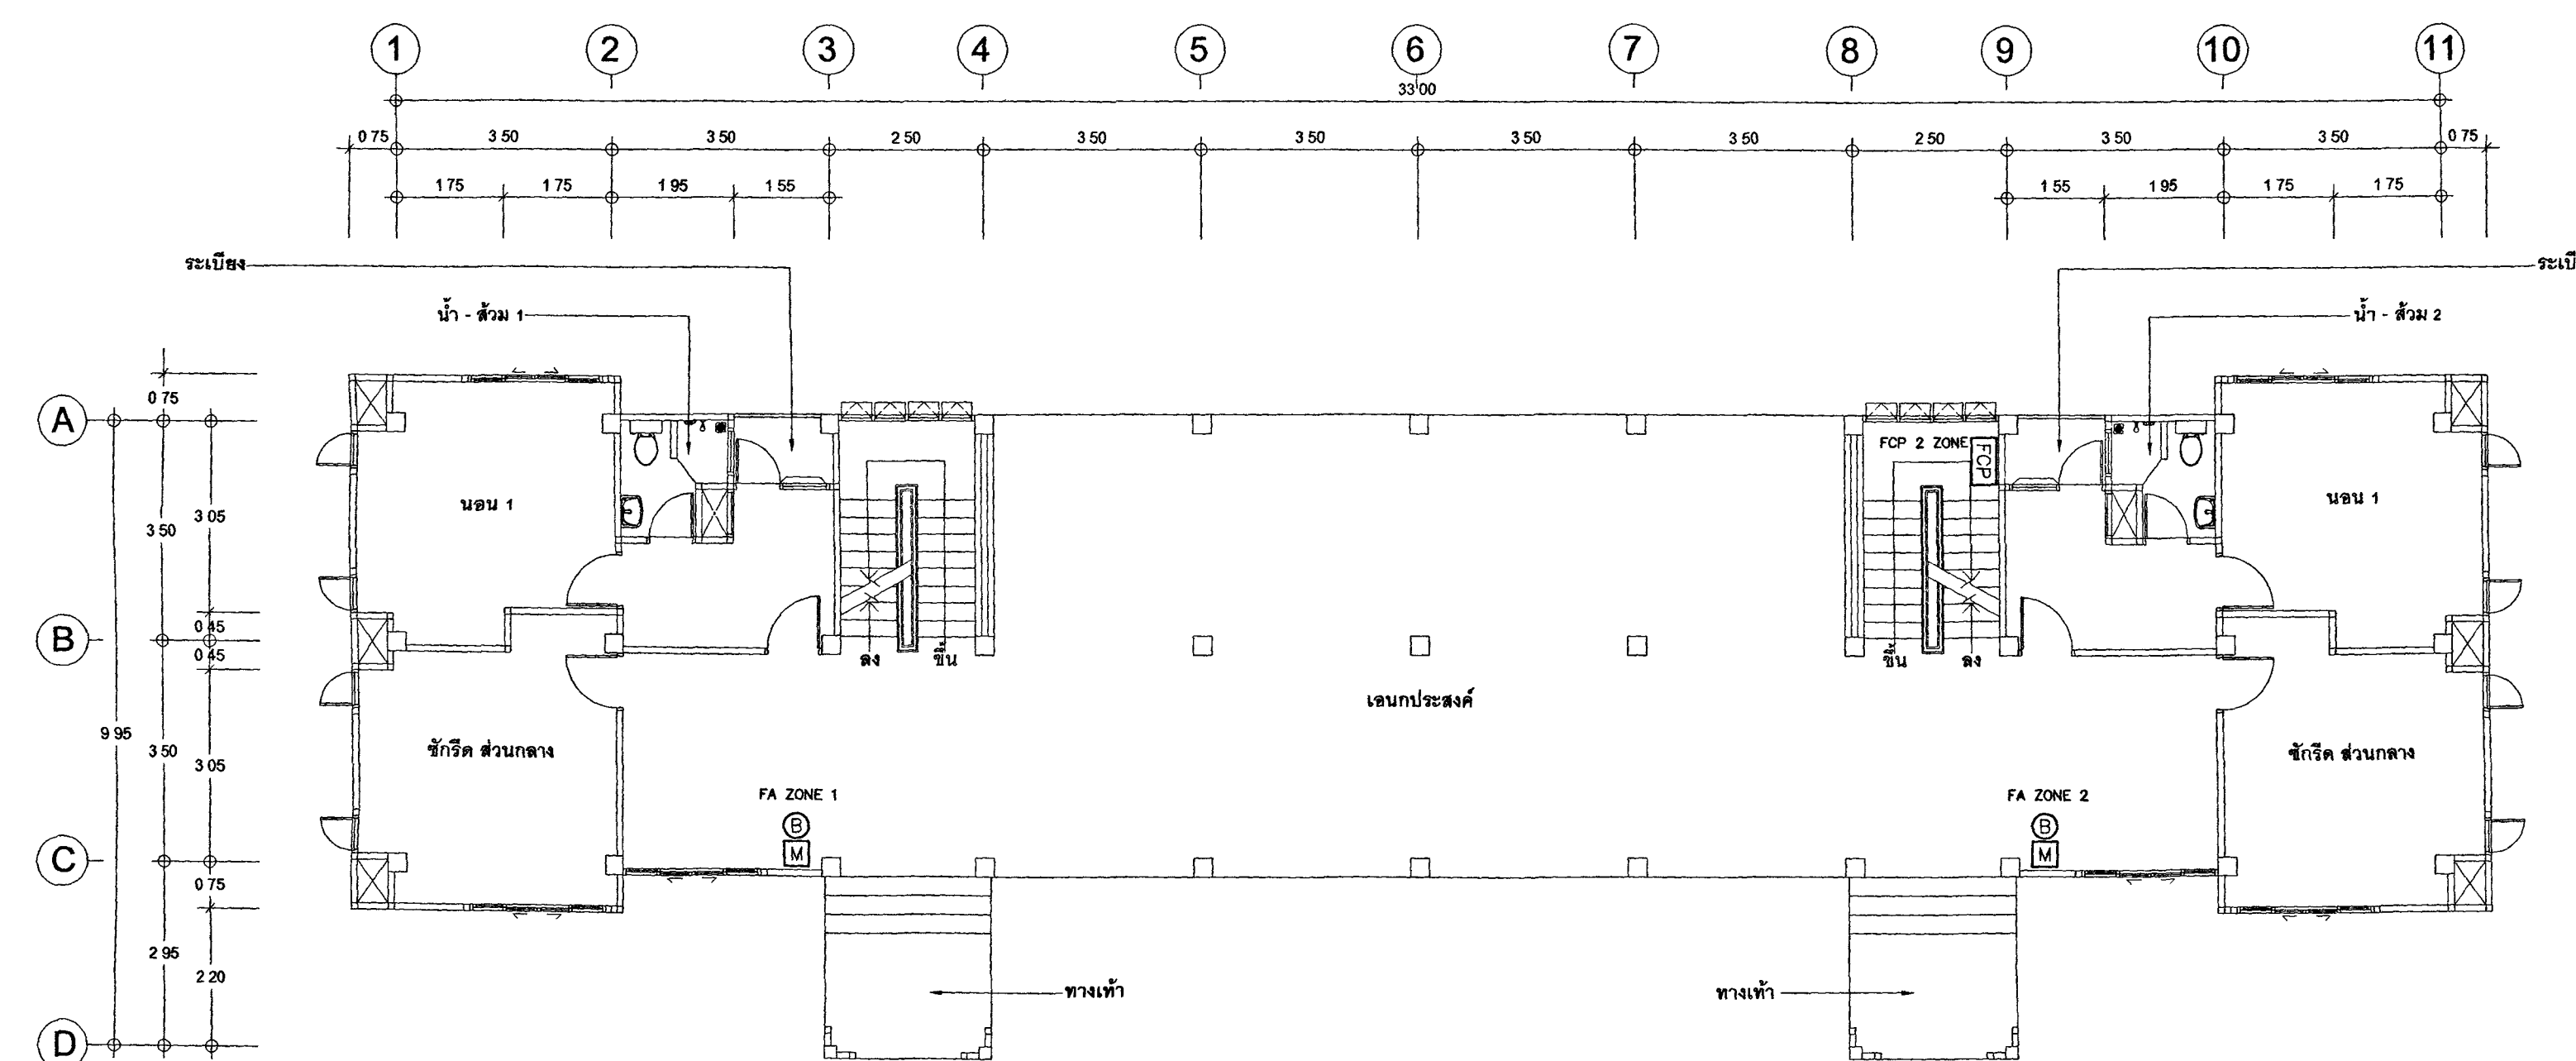 1 2 3 4 5 6 7 8 9 10 11
33 00
0 75 3 50 3 50 2 50 3 50 3 50 3 50 3 50 2 50 3 50 3 50 0 75
1 75 1 75 1 95 1 55 1 55 1 95 1 75 1 75
ระเบียง ระเบี
น้ำ - ส้วม 1 น้ำ - ส้วม 2
0 75
A
FCP 2 ZONE
FCP
นอน 1 นอน 1
3 50 3 05
0 45
B
0 45
ลง ขึ้น ขึ้น ลง
เอนกประสงค์
9 95 3 50 3 05
ซักรีด ส่วนกลาง ซักรีด ส่วนกลาง
FA ZONE 1 FA ZONE 2
B B
M M
C
0 75
2 95
2 20
ทางเท้า ทางเท้า
D